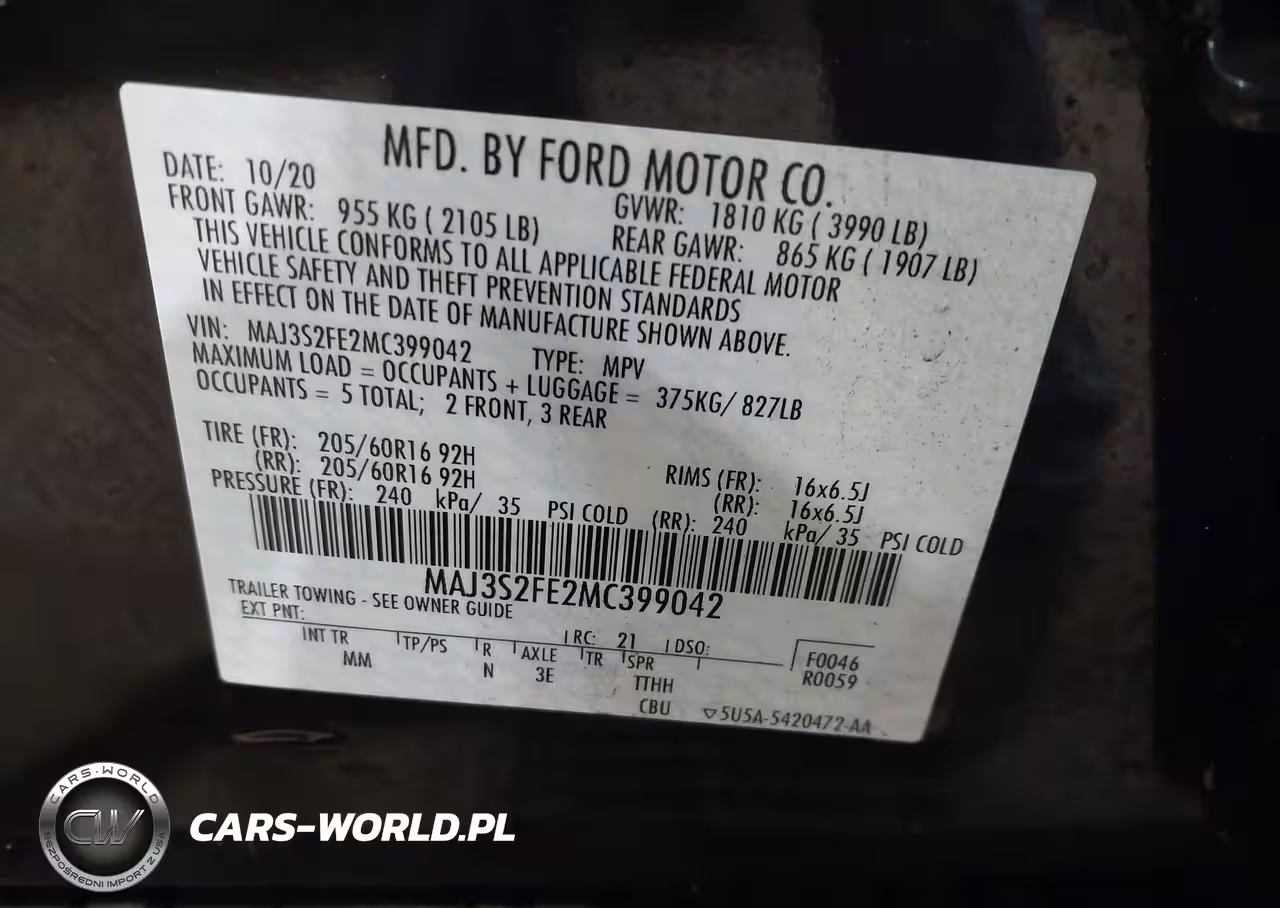 MFD. BY FORD MOTOR CO.
DATE: 10/20
GVWR: 1810 KG ( 3990 LB)
FRONT GAWR: 955 KG ( 2105 LB)
REAR GAWR: 865 KG ( 1907 LB)
THIS VEHICLE CONFORMS TO ALL APPLICABLE FEDERAL MOTOR
VEHICLE SAFETY AND THEFT PREVENTION STANDARDS
IN EFFECT ON THE DATE OF MANUFACTURE SHOWN ABOVE.
VIN: MAJ3S2FE2MC399042 TYPE: MPV
MAXIMUM LOAD = OCCUPANTS + LUGGAGE = 375KG/ 827LB
OCCUPANTS = 5 TOTAL; 2 FRONT, 3 REAR
TIRE (FR): 205/60R16 92H RIMS (FR): 16x6.5J
(RR): 205/60R16 92H (RR): 16x6.5J
PRESSURE (FR): 240 kPa/ 35 PSI COLD (RR): 240 kPa/ 35 PSI COLD
MAJ3S2FE2MC399042
TRAILER TOWING - SEE OWNER GUIDE
EXT PNT: RC: 21 DSO:
INT TR TP/PS R AXLE TR SPR F0046
MM N 3E TTHH R0059
CBU 5U5A-5420472-AA
CARS-WORLD
CW
BEZPOŚREDNI IMPORT Z USA
CARS-WORLD.PL